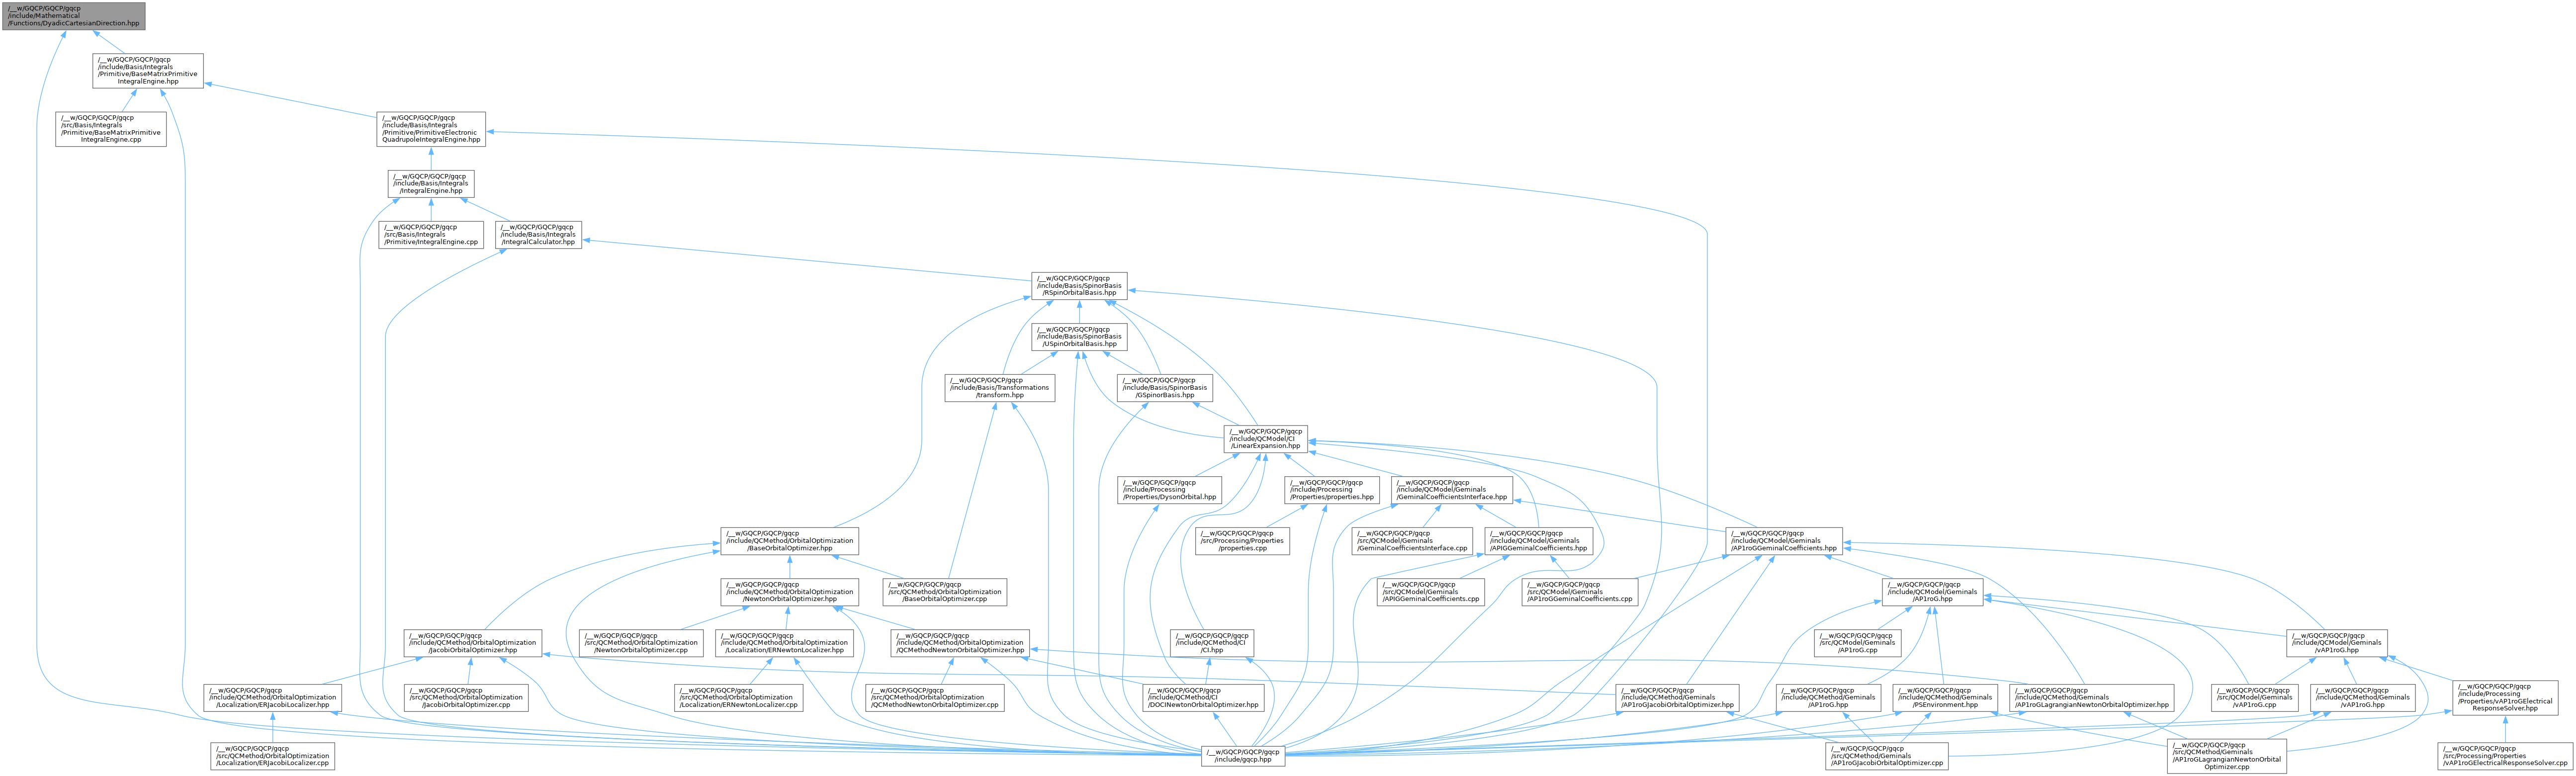 /__w/GQCP/GQCP/gqcp
/include/Mathematical
/Functions/DyadicCartesianDirection.hpp
/__w/GQCP/GQCP/gqcp
/include/Basis/Integrals
/Primitive/BaseMatrixPrimitive
IntegralEngine.hpp
/__w/GQCP/GQCP/gqcp
/src/Basis/Integrals
/Primitive/BaseMatrixPrimitive
IntegralEngine.cpp
/__w/GQCP/GQCP/gqcp
/include/Basis/Integrals
/Primitive/PrimitiveElectronic
QuadrupoleIntegralEngine.hpp
/__w/GQCP/GQCP/gqcp
/include/Basis/Integrals
/IntegralEngine.hpp
/__w/GQCP/GQCP/gqcp
/src/Basis/Integrals
/Primitive/IntegralEngine.cpp
/__w/GQCP/GQCP/gqcp
/include/Basis/Integrals
/IntegralCalculator.hpp
/__w/GQCP/GQCP/gqcp
/include/Basis/SpinorBasis
/RSpinOrbitalBasis.hpp
/__w/GQCP/GQCP/gqcp
/include/Basis/SpinorBasis
/USpinOrbitalBasis.hpp
/__w/GQCP/GQCP/gqcp
/include/Basis/Transformations
/transform.hpp
/__w/GQCP/GQCP/gqcp
/include/Basis/SpinorBasis
/GSpinorBasis.hpp
/__w/GQCP/GQCP/gqcp
/include/QCModel/CI
/LinearExpansion.hpp
/__w/GQCP/GQCP/gqcp
/include/Processing
/Properties/DysonOrbital.hpp
/__w/GQCP/GQCP/gqcp
/include/Processing
/Properties/properties.hpp
/__w/GQCP/GQCP/gqcp
/include/QCModel/Geminals
/GeminalCoefficientsInterface.hpp
/__w/GQCP/GQCP/gqcp
/include/QCMethod/OrbitalOptimization
/BaseOrbitalOptimizer.hpp
/__w/GQCP/GQCP/gqcp
/src/Processing/Properties
/properties.cpp
/__w/GQCP/GQCP/gqcp
/src/QCModel/Geminals
/GeminalCoefficientsInterface.cpp
/__w/GQCP/GQCP/gqcp
/include/QCModel/Geminals
/APIGGeminalCoefficients.hpp
/__w/GQCP/GQCP/gqcp
/include/QCModel/Geminals
/AP1roGGeminalCoefficients.hpp
/__w/GQCP/GQCP/gqcp
/include/QCMethod/OrbitalOptimization
/NewtonOrbitalOptimizer.hpp
/__w/GQCP/GQCP/gqcp
/src/QCMethod/OrbitalOptimization
/BaseOrbitalOptimizer.cpp
/__w/GQCP/GQCP/gqcp
/src/QCModel/Geminals
/APIGGeminalCoefficients.cpp
/__w/GQCP/GQCP/gqcp
/src/QCModel/Geminals
/AP1roGGeminalCoefficients.cpp
/__w/GQCP/GQCP/gqcp
/include/QCModel/Geminals
/AP1roG.hpp
/__w/GQCP/GQCP/gqcp
/include/QCMethod/OrbitalOptimization
/JacobiOrbitalOptimizer.hpp
/__w/GQCP/GQCP/gqcp
/src/QCMethod/OrbitalOptimization
/NewtonOrbitalOptimizer.cpp
/__w/GQCP/GQCP/gqcp
/include/QCMethod/OrbitalOptimization
/Localization/ERNewtonLocalizer.hpp
/__w/GQCP/GQCP/gqcp
/include/QCMethod/OrbitalOptimization
/QCMethodNewtonOrbitalOptimizer.hpp
/__w/GQCP/GQCP/gqcp
/include/QCMethod/CI
/CI.hpp
/__w/GQCP/GQCP/gqcp
/src/QCModel/Geminals
/AP1roG.cpp
/__w/GQCP/GQCP/gqcp
/include/QCModel/Geminals
/vAP1roG.hpp
/__w/GQCP/GQCP/gqcp
/include/QCMethod/OrbitalOptimization
/Localization/ERJacobiLocalizer.hpp
/__w/GQCP/GQCP/gqcp
/src/QCMethod/OrbitalOptimization
/JacobiOrbitalOptimizer.cpp
/__w/GQCP/GQCP/gqcp
/src/QCMethod/OrbitalOptimization
/Localization/ERNewtonLocalizer.cpp
/__w/GQCP/GQCP/gqcp
/src/QCMethod/OrbitalOptimization
/QCMethodNewtonOrbitalOptimizer.cpp
/__w/GQCP/GQCP/gqcp
/include/QCMethod/CI
/DOCINewtonOrbitalOptimizer.hpp
/__w/GQCP/GQCP/gqcp
/include/QCMethod/Geminals
/AP1roGJacobiOrbitalOptimizer.hpp
/__w/GQCP/GQCP/gqcp
/include/QCMethod/Geminals
/AP1roG.hpp
/__w/GQCP/GQCP/gqcp
/include/QCMethod/Geminals
/PSEnvironment.hpp
/__w/GQCP/GQCP/gqcp
/include/QCMethod/Geminals
/AP1roGLagrangianNewtonOrbitalOptimizer.hpp
/__w/GQCP/GQCP/gqcp
/src/QCModel/Geminals
/vAP1roG.cpp
/__w/GQCP/GQCP/gqcp
/include/QCMethod/Geminals
/vAP1roG.hpp
/__w/GQCP/GQCP/gqcp
/include/Processing
/Properties/vAP1roGElectrical
ResponseSolver.hpp
/__w/GQCP/GQCP/gqcp
/src/QCMethod/OrbitalOptimization
/Localization/ERJacobiLocalizer.cpp
/__w/GQCP/GQCP/gqcp
/include/gqcp.hpp
/__w/GQCP/GQCP/gqcp
/src/QCMethod/Geminals
/AP1roGJacobiOrbitalOptimizer.cpp
/__w/GQCP/GQCP/gqcp
/src/QCMethod/Geminals
/AP1roGLagrangianNewtonOrbital
Optimizer.cpp
/__w/GQCP/GQCP/gqcp
/src/Processing/Properties
/vAP1roGElectricalResponseSolver.cpp